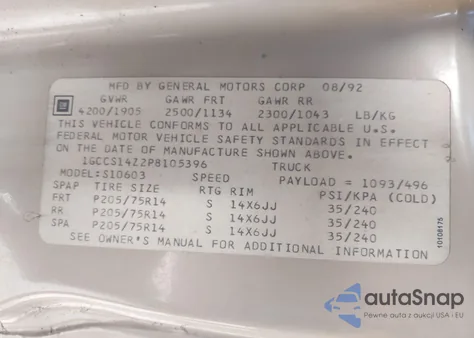 MFD BY GENERAL MOTORS CORP 08/92
GM
GVWR GAWR FRT GAWR RR
4200/1905 2500/1134 2300/1043 LB/KG
THIS VEHICLE CONFORMS TO ALL APPLICABLE U.S.
FEDERAL MOTOR VEHICLE SAFETY STANDARDS IN EFFECT
ON THE DATE OF MANUFACTURE SHOWN ABOVE.
1GCCS14Z2P8105396 TRUCK
MODEL:S10603 SPEED PAYLOAD = 1093/496
SPAP TIRE SIZE RTG RIM PSI/KPA (COLD)
FRT P205/75R14 S 14X6JJ 35/240
RR P205/75R14 S 14X6JJ 35/240
SPA P205/75R14 S 14X6JJ 35/240
SEE OWNER'S MANUAL FOR ADDITIONAL INFORMATION
10108175
autoSnap
Pewne auta z USA i EU